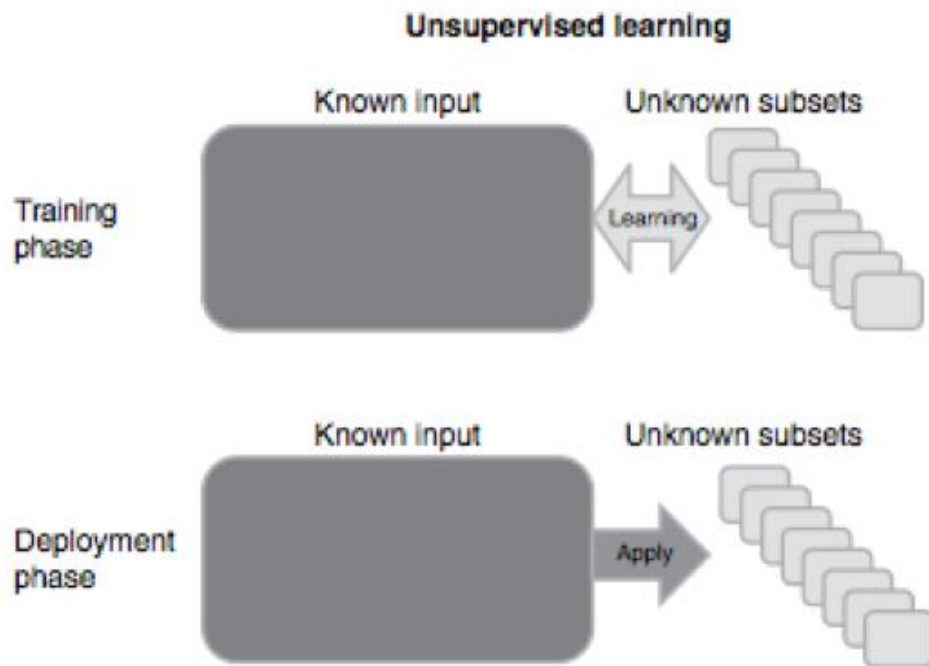 Unsupervised learning
Known input
Unknown subsets
Training
phase
Learning
Known input
Unknown subsets
Deployment
phase
Apply